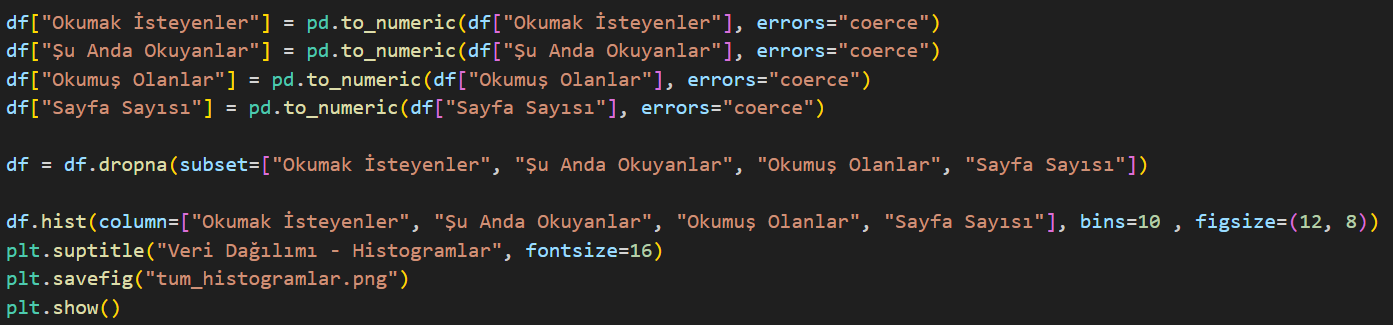 df["Okumak İsteyenler"] = pd.to_numeric(df["Okumak İsteyenler"], errors="coerce")
df["Şu Anda Okuyanlar"] = pd.to_numeric(df["Şu Anda Okuyanlar"], errors="coerce")
df["Okumuş Olanlar"] = pd.to_numeric(df["Okumuş Olanlar"], errors="coerce")
df["Sayfa Sayısı"] = pd.to_numeric(df["Sayfa Sayısı"], errors="coerce")
df = df.dropna(subset=["Okumak İsteyenler", "Şu Anda Okuyanlar", "Okumuş Olanlar", "Sayfa Sayısı"])
df.hist(column=["Okumak İsteyenler", "Şu Anda Okuyanlar", "Okumuş Olanlar", "Sayfa Sayısı"], bins=10 , figsize=(12, 8))
plt.suptitle("Veri Dağılımı - Histogramlar", fontsize=16)
plt.savefig("tum_histogramlar.png")
plt.show()